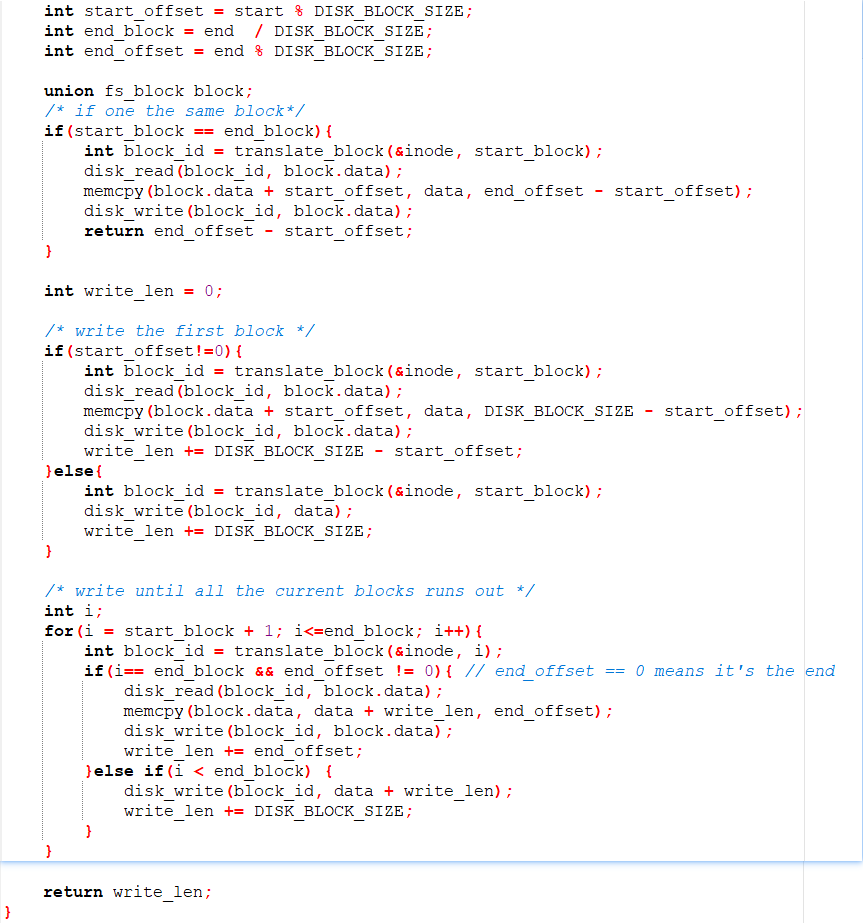 int start_offset = start % DISK_BLOCK_SIZE;
int end_block = end  / DISK_BLOCK_SIZE;
int end_offset = end % DISK_BLOCK_SIZE;

union fs_block block;
/* if one the same block*/
if(start_block == end_block){
    int block_id = translate_block(&inode, start_block);
    disk_read(block_id, block.data);
    memcpy(block.data + start_offset, data, end_offset - start_offset);
    disk_write(block_id, block.data);
    return end_offset - start_offset;
}

int write_len = 0;

/* write the first block */
if(start_offset!=0){
    int block_id = translate_block(&inode, start_block);
    disk_read(block_id, block.data);
    memcpy(block.data + start_offset, data, DISK_BLOCK_SIZE - start_offset);
    disk_write(block_id, block.data);
    write_len += DISK_BLOCK_SIZE - start_offset;
}else{
    int block_id = translate_block(&inode, start_block);
    disk_write(block_id, data);
    write_len += DISK_BLOCK_SIZE;
}

/* write until all the current blocks runs out */
int i;
for(i = start_block + 1; i<=end_block; i++){
    int block_id = translate_block(&inode, i);
    if(i== end_block && end_offset != 0){ // end_offset == 0 means it's the end
        disk_read(block_id, block.data);
        memcpy(block.data, data + write_len, end_offset);
        disk_write(block_id, block.data);
        write_len += end_offset;
    }else if(i < end_block) {
        disk_write(block_id, data + write_len);
        write_len += DISK_BLOCK_SIZE;
    }
}

return write_len;
}